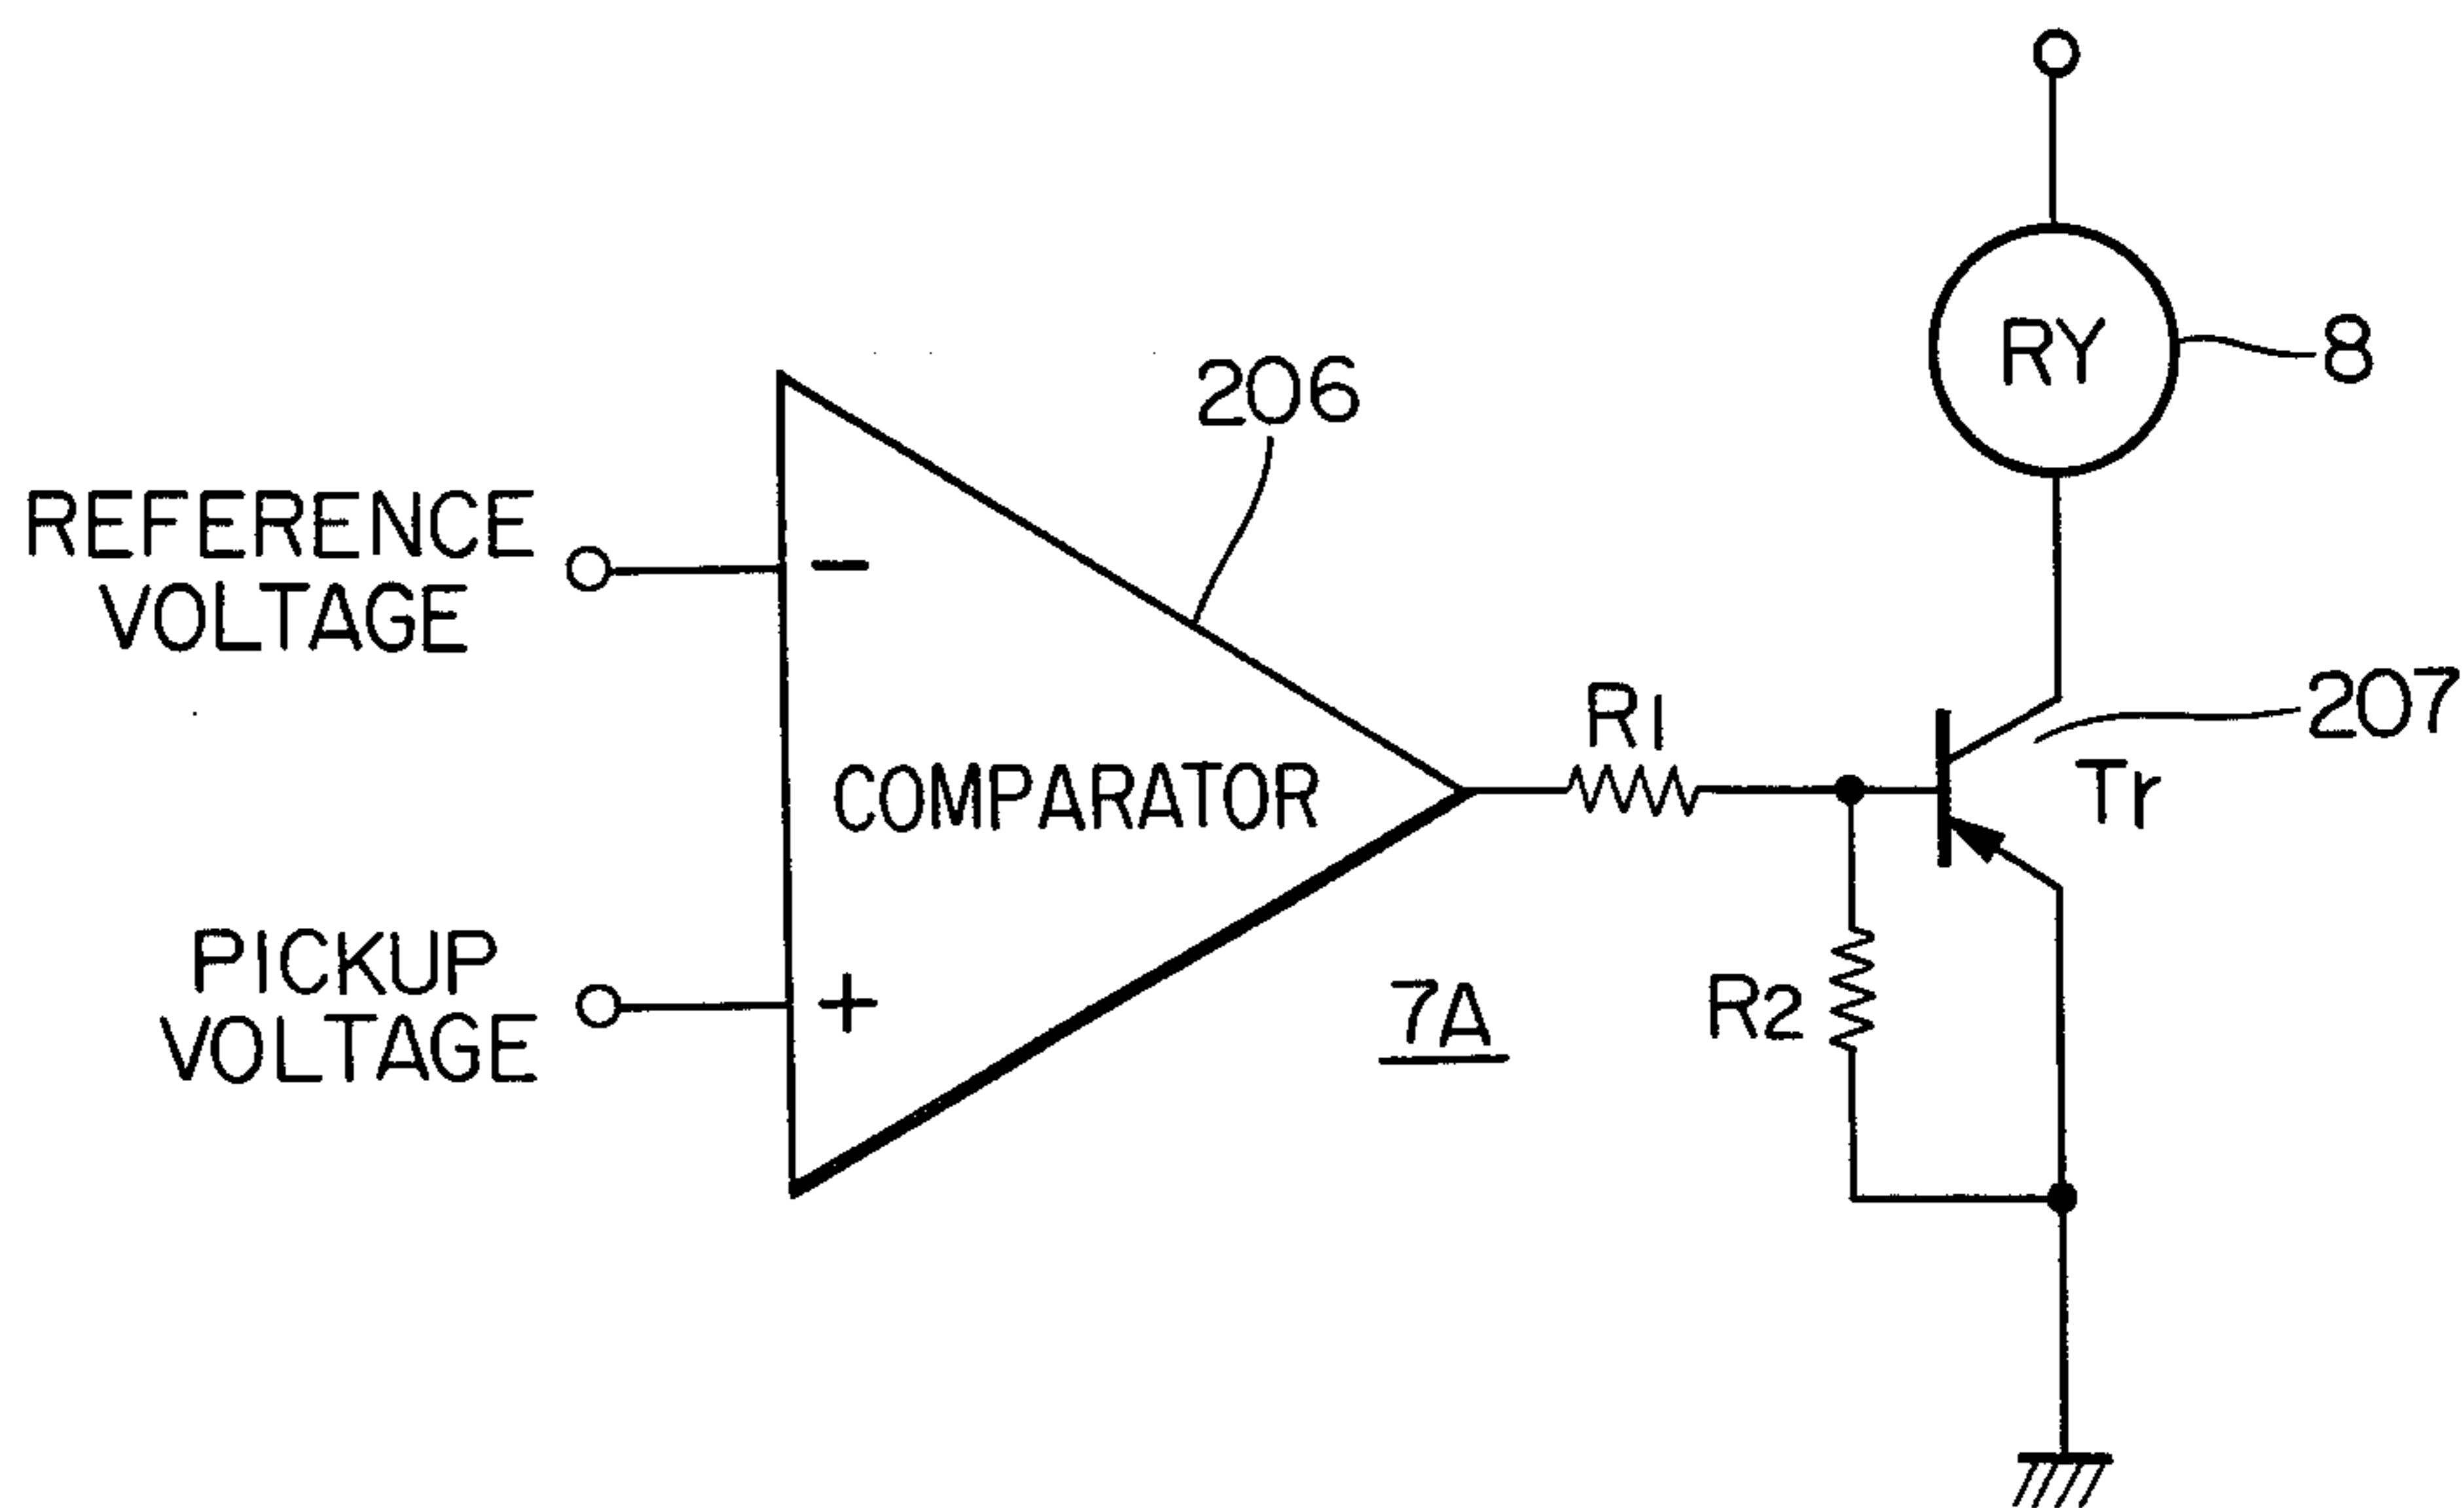 RY
8
206
REFERENCE
VOLTAGE
-
207
R1
Tr
COMPARATOR
PICKUP
VOLTAGE
+
7A
R2